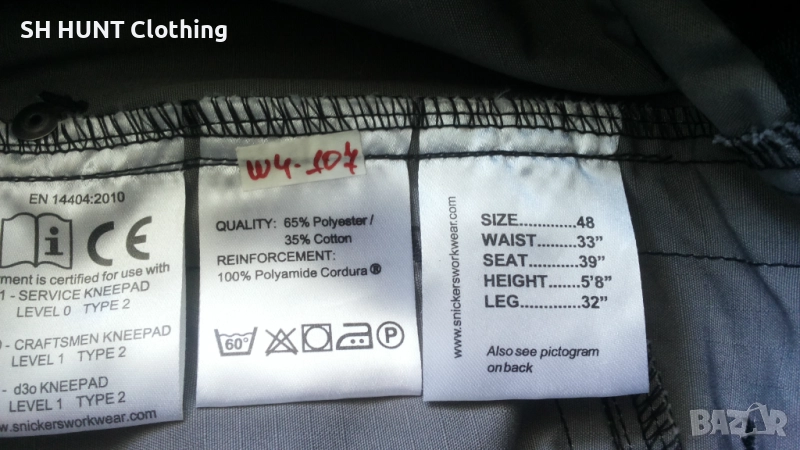 SH HUNT Clothing
EN 14404:2010
i
CE
ment is certified for use with
1 - SERVICE KNEEPAD
LEVEL 0 TYPE 2
- CRAFTSMEN KNEEPAD
LEVEL 1 TYPE 2
- d3o KNEEPAD
LEVEL 1 TYPE 2
w.snickersworkwear.com
W4-107
QUALITY: 65% Polyester /
35% Cotton
REINFORCEMENT:
100% Polyamide Cordura ®
60°
P
www.snickersworkwear.com
SIZE............48
WAIST.......33"
SEAT.........39"
HEIGHT.....5'8"
LEG...........32"
Also see pictogram
on back
BAZAR